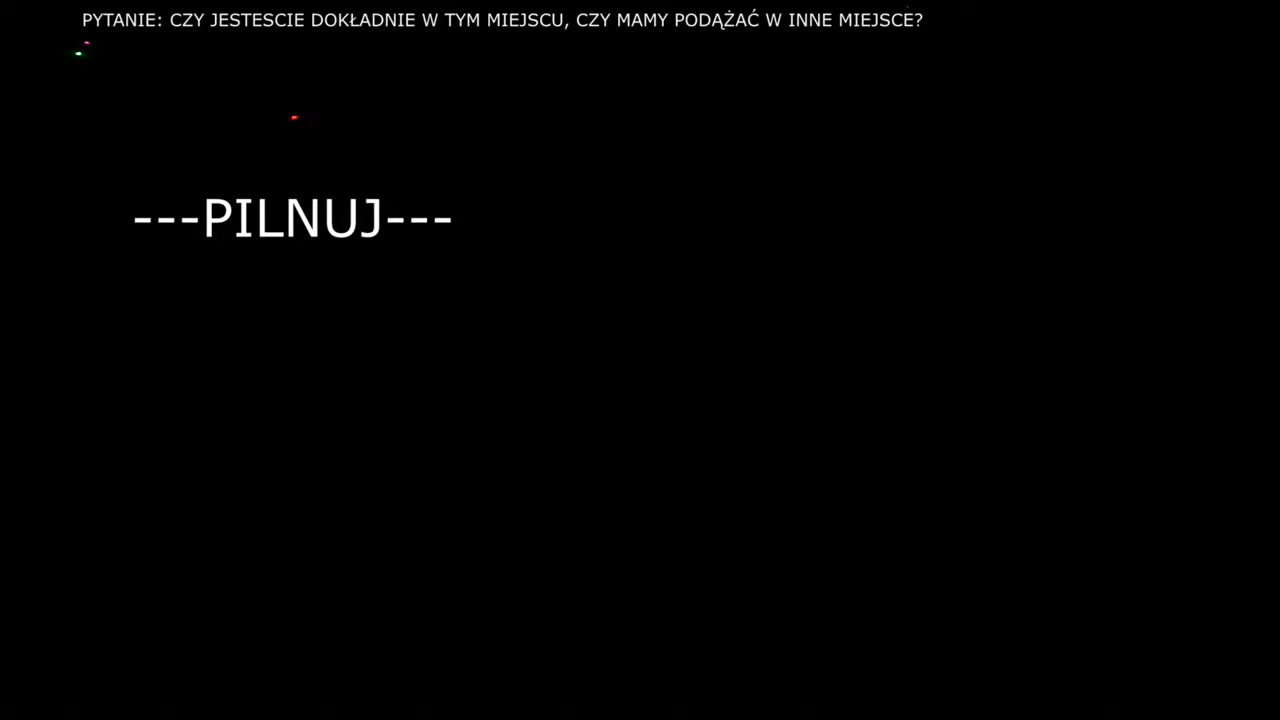 PYTANIE: CZY JESTESCIE DOKŁADNIE W TYM MIEJSCU, CZY MAMY PODĄŻAĆ W INNE MIEJSCE?
---PILNUJ---